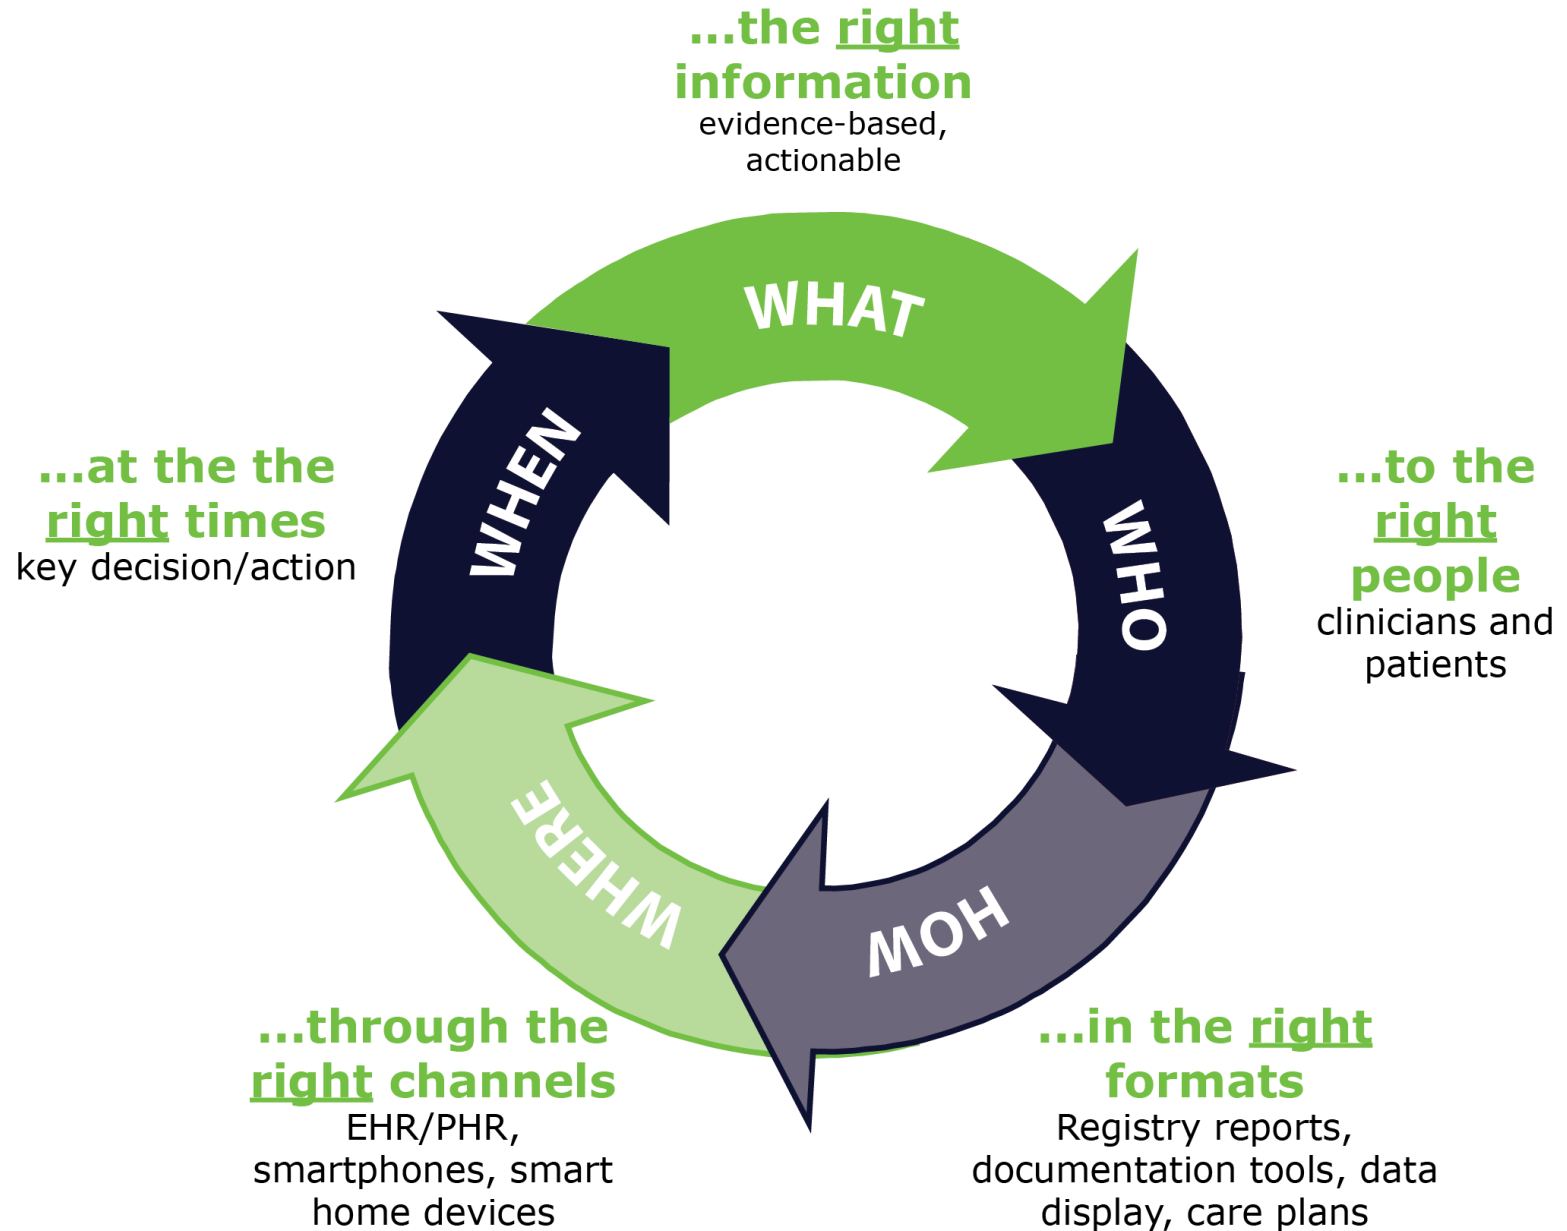 ...the right
information
evidence-based,
actionable
WHAT
...to the
right
people
clinicians and
patients
WHO
...in the right
formats
Registry reports,
documentation tools, data
display, care plans
HOW
...through the
right channels
EHR/PHR,
smartphones, smart
home devices
WHERE
...at the the
right times
key decision/action
WHEN